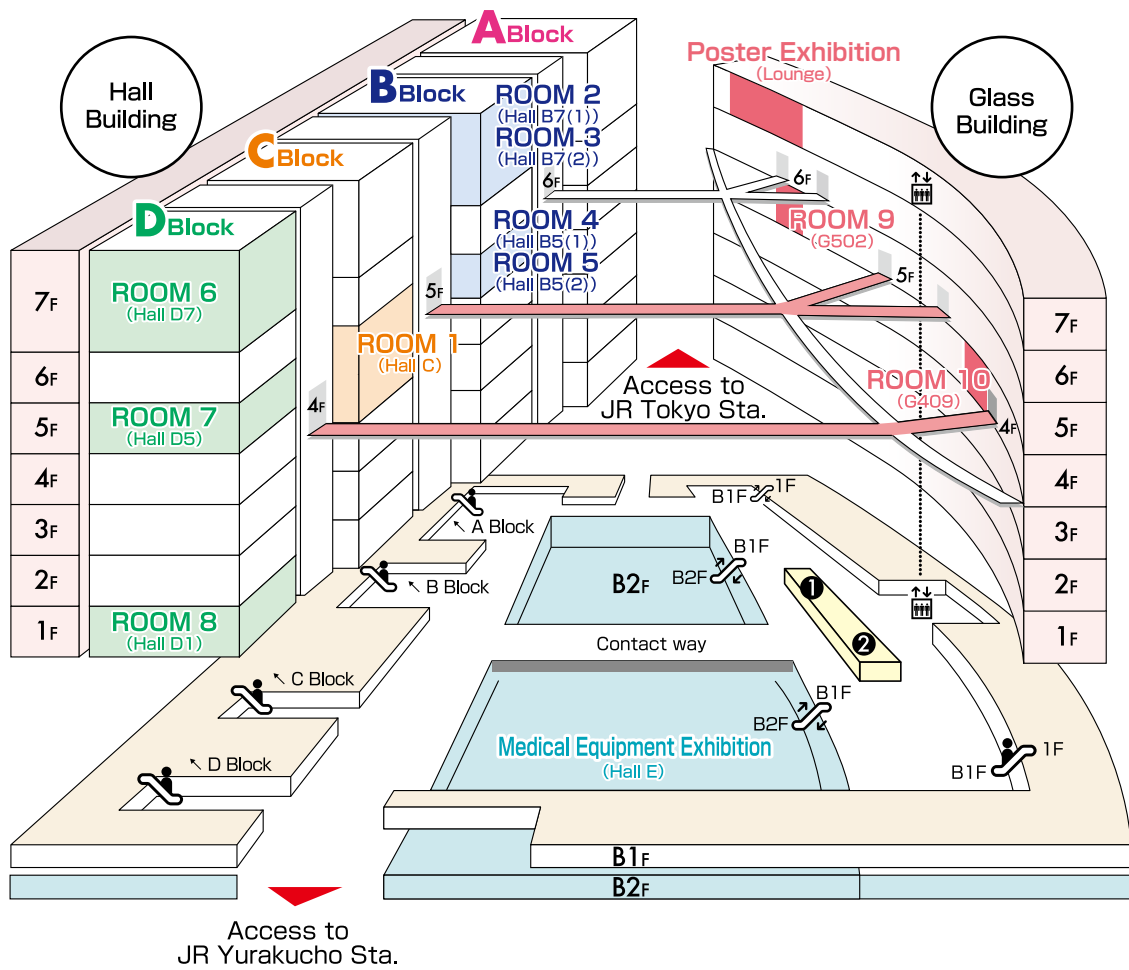 Hall
Building
A Block
B Block
C Block
D Block
ROOM 2
(Hall B7(1))
ROOM 3
(Hall B7(2))
ROOM 4
(Hall B5(1))
ROOM 5
(Hall B5(2))
ROOM 6
(Hall D7)
ROOM 7
(Hall D5)
ROOM 8
(Hall D1)
ROOM 1
(Hall C)
Poster Exhibition
(Lounge)
Glass
Building
ROOM 9
(G502)
ROOM 10
(G409)
6F
6F
5F
5F
4F
4F
7F
6F
5F
4F
3F
2F
1F
7F
6F
5F
4F
3F
2F
1F
Access to
JR Tokyo Sta.
A Block
B Block
C Block
D Block
B1F
1F
B1F
B2F
B2F
Contact way
1
2
B1F
B2F
Medical Equipment Exhibition
(Hall E)
1F
B1F
B1F
B2F
Access to
JR Yurakucho Sta.